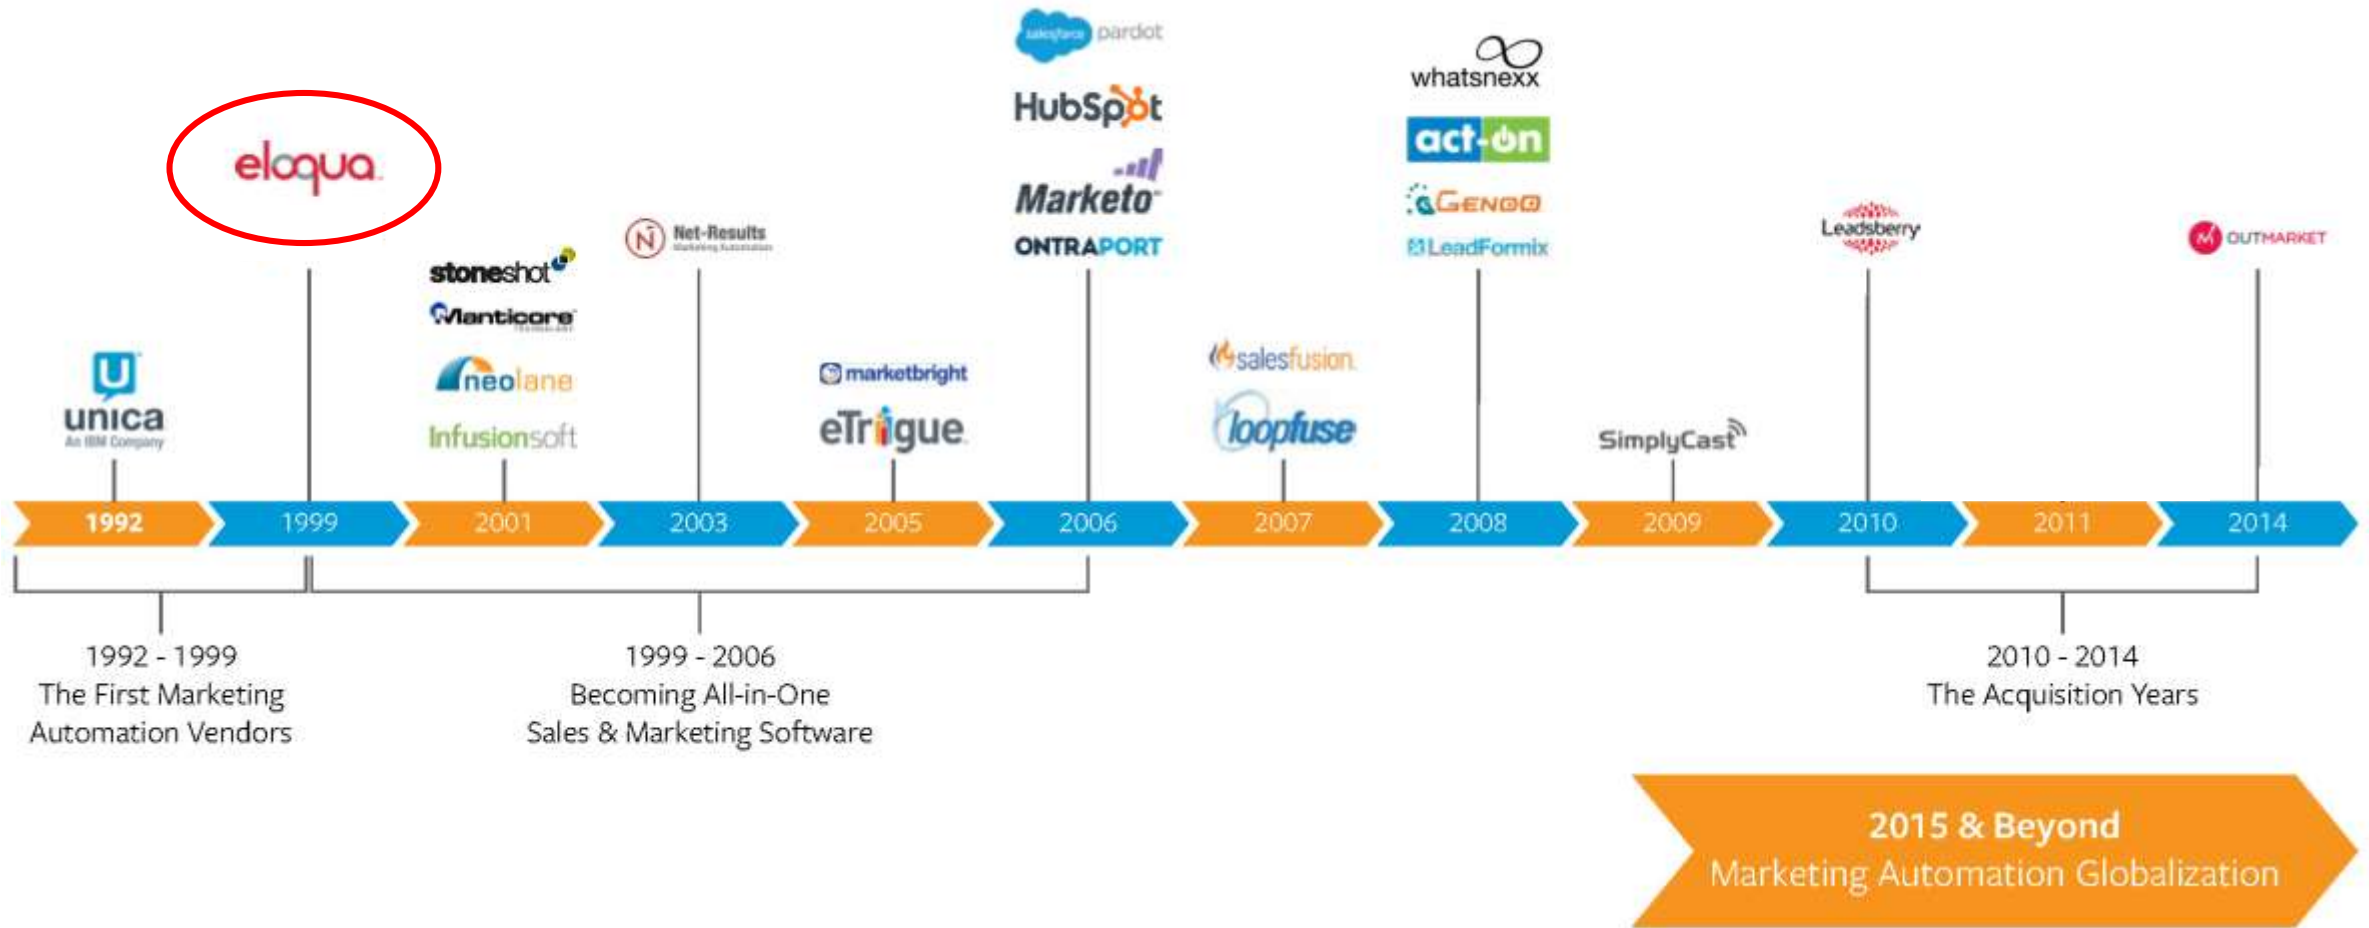 salesforce pardot
HubSpot
Marketo
ONTRAPORT
whatsnexx
act-on
GENOO
LeadFormix
eloqua
stoneshot
Manticore
TECHNOLOGY
neolane
Infusionsoft
Net-Results
Marketing Automation
Leadsberry
OUTMARKET
unica
An IBM Company
marketbright
eTrigue
salesfusion
loopfuse
SimplyCast
1992 1999 2001 2003 2005 2006 2007 2008 2009 2010 2011 2014
1992 - 1999
The First Marketing
Automation Vendors
1999 - 2006
Becoming All-in-One
Sales & Marketing Software
2010 - 2014
The Acquisition Years
2015 & Beyond
Marketing Automation Globalization